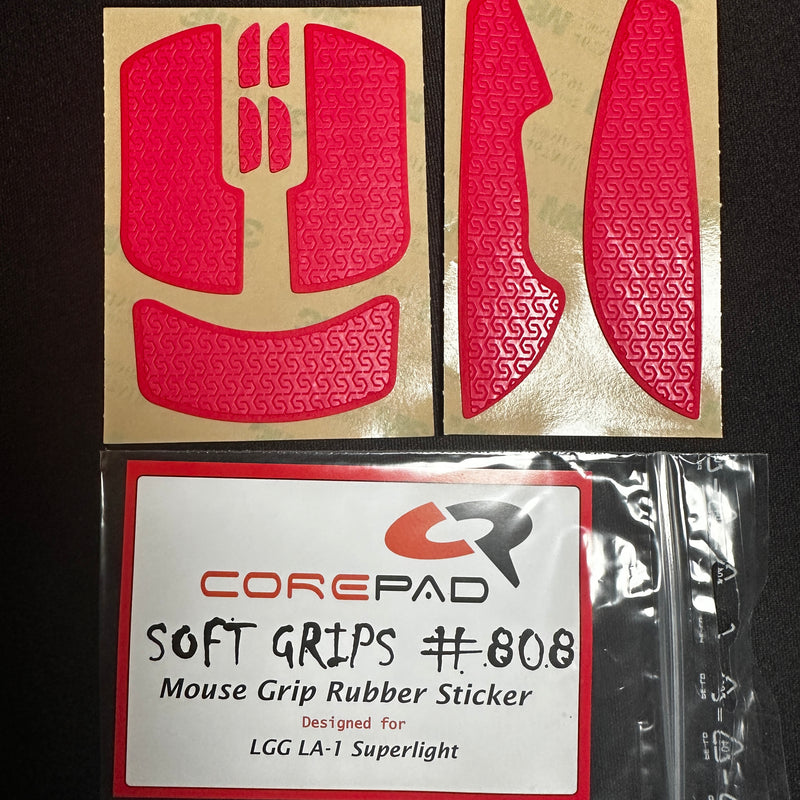 COREPAD
SOFT GRIPS #808
Mouse Grip Rubber Sticker
Designed for
LGG LA-1 Superlight